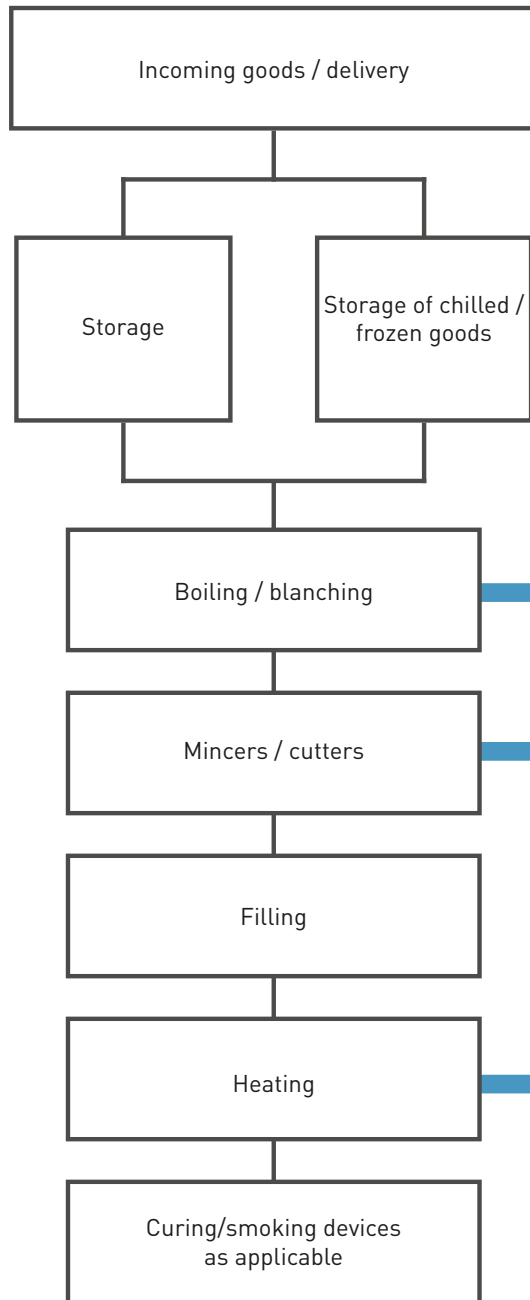 Incoming goods / delivery
Storage
Storage of chilled /
frozen goods
Boiling / blanching
Mincers / cutters
Filling
Heating
Curing/smoking devices
as applicable